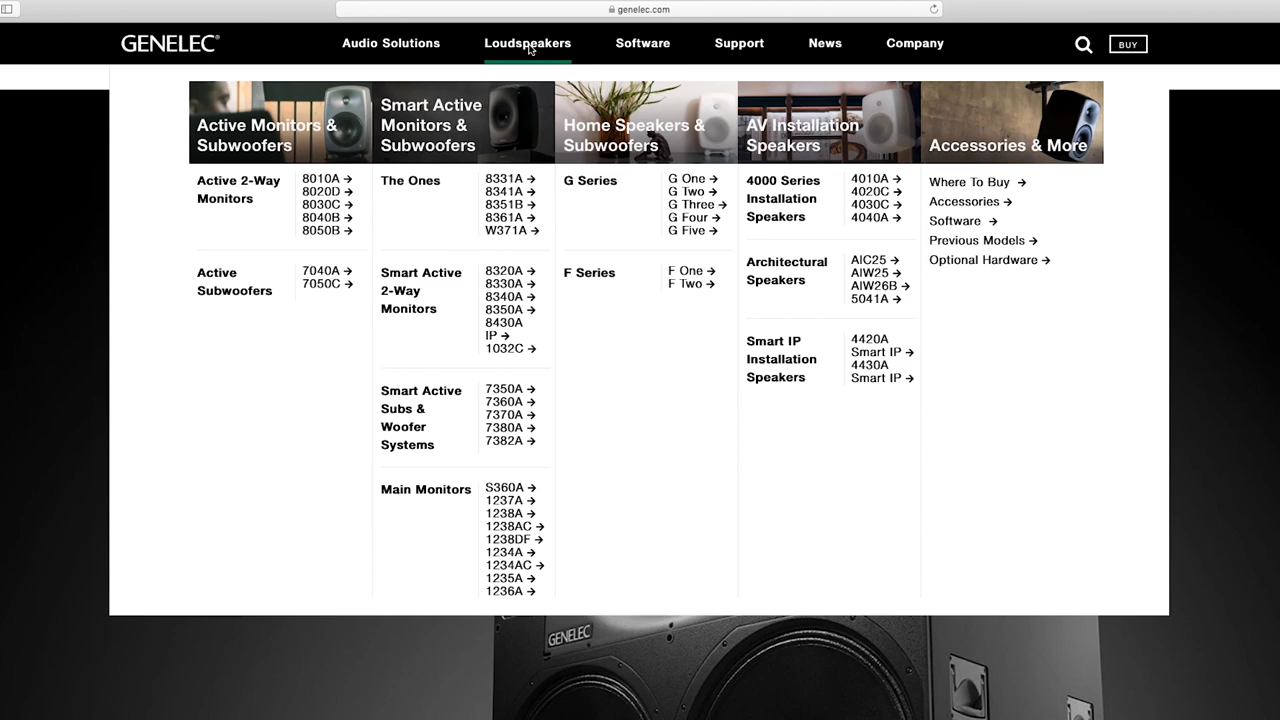 genelec.com
GENELEC®
Audio Solutions
Loudspeakers
Software
Support
News
Company
BUY
Active Monitors &
Subwoofers
Active 2-Way
Monitors
8010A →
8020D →
8030C →
8040B →
8050B →
Active
Subwoofers
7040A →
7050C →
Smart Active
Monitors &
Subwoofers
The Ones
8331A →
8341A →
8351B →
8361A →
W371A →
Smart Active
2-Way
Monitors
8320A →
8330A →
8340A →
8350A →
8430A
IP →
1032C →
Smart Active
Subs &
Woofer
Systems
7350A →
7360A →
7370A →
7380A →
7382A →
Main Monitors
S360A →
1237A →
1238A →
1238AC →
1238DF →
1234A →
1234AC →
1235A →
1236A →
Home Speakers &
Subwoofers
G Series
G One →
G Two →
G Three →
G Four →
G Five →
F Series
F One →
F Two →
AV Installation
Speakers
4000 Series
Installation
Speakers
4010A →
4020C →
4030C →
4040A →
Architectural
Speakers
AIC25 →
AIW25 →
AIW26B →
5041A →
Smart IP
Installation
Speakers
4420A
Smart IP →
4430A
Smart IP →
Accessories & More
Where To Buy →
Accessories →
Software →
Previous Models →
Optional Hardware →
GENELEC